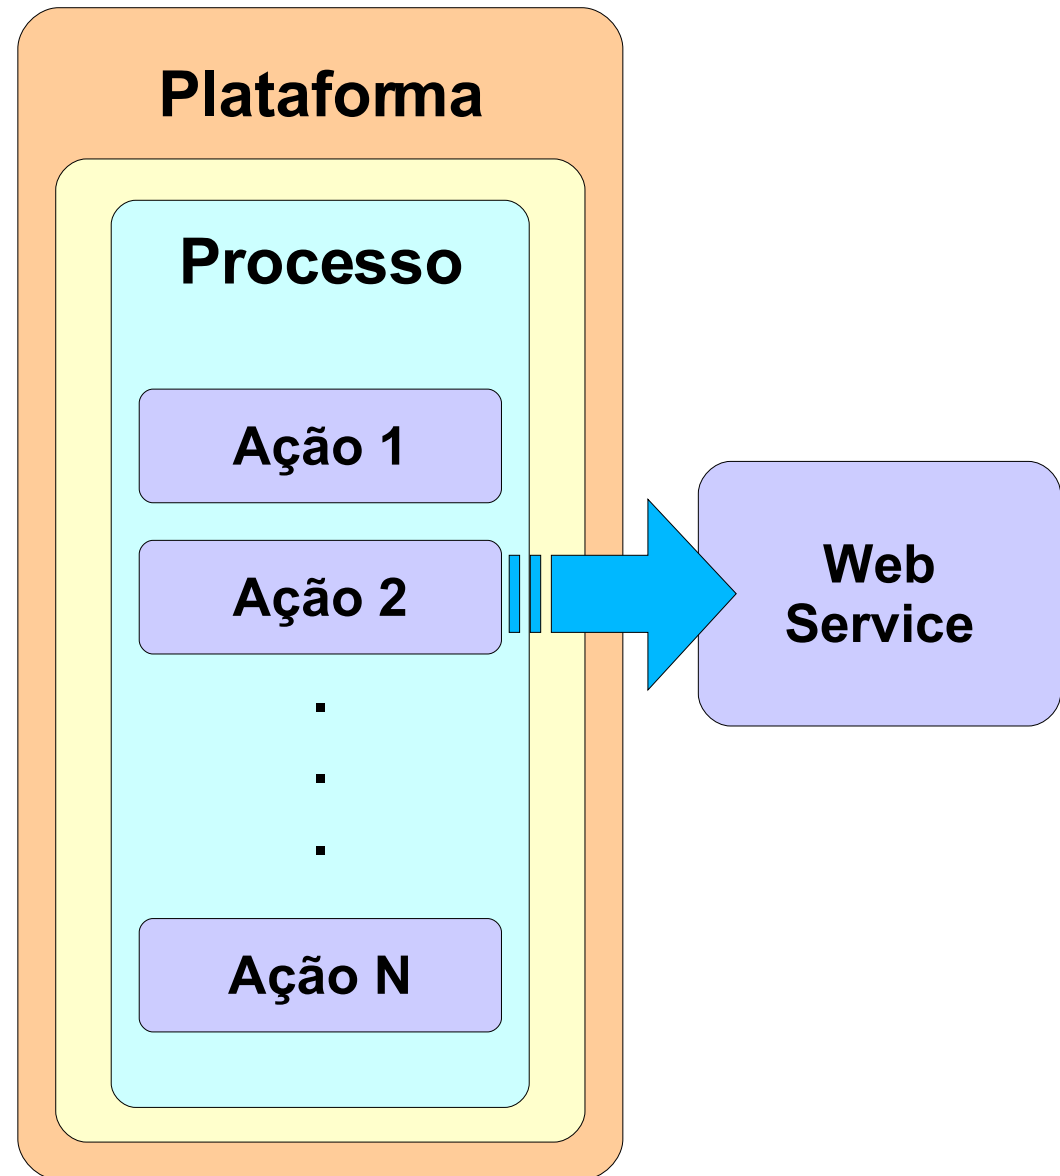 Plataforma
Processo
Ação 1
Ação 2
.
.
.
Ação N
Web
Service